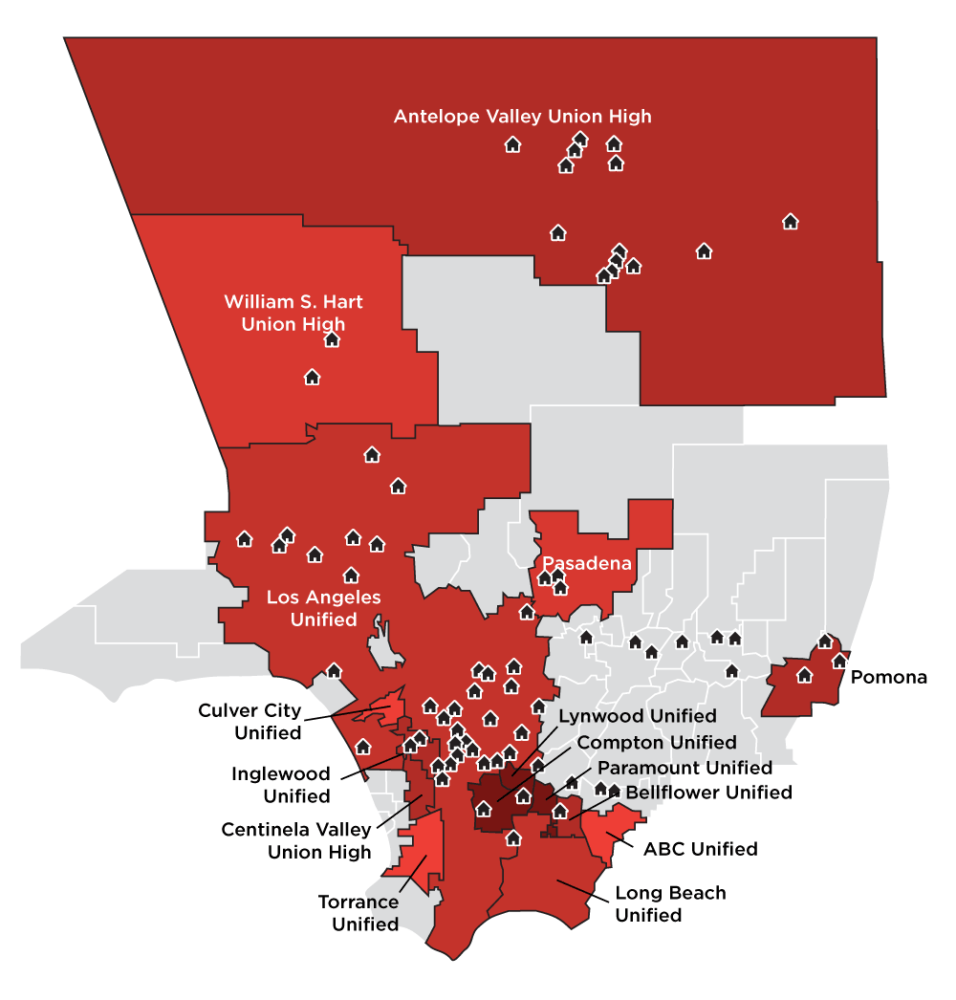 Antelope Valley Union High
William S. Hart
Union High
Pasadena
Los Angeles
Unified
Pomona
Culver City
Unified
Lynwood Unified
Compton Unified
Paramount Unified
Inglewood
Unified
Bellflower Unified
Centinela Valley
Union High
ABC Unified
Torrance
Unified
Long Beach
Unified